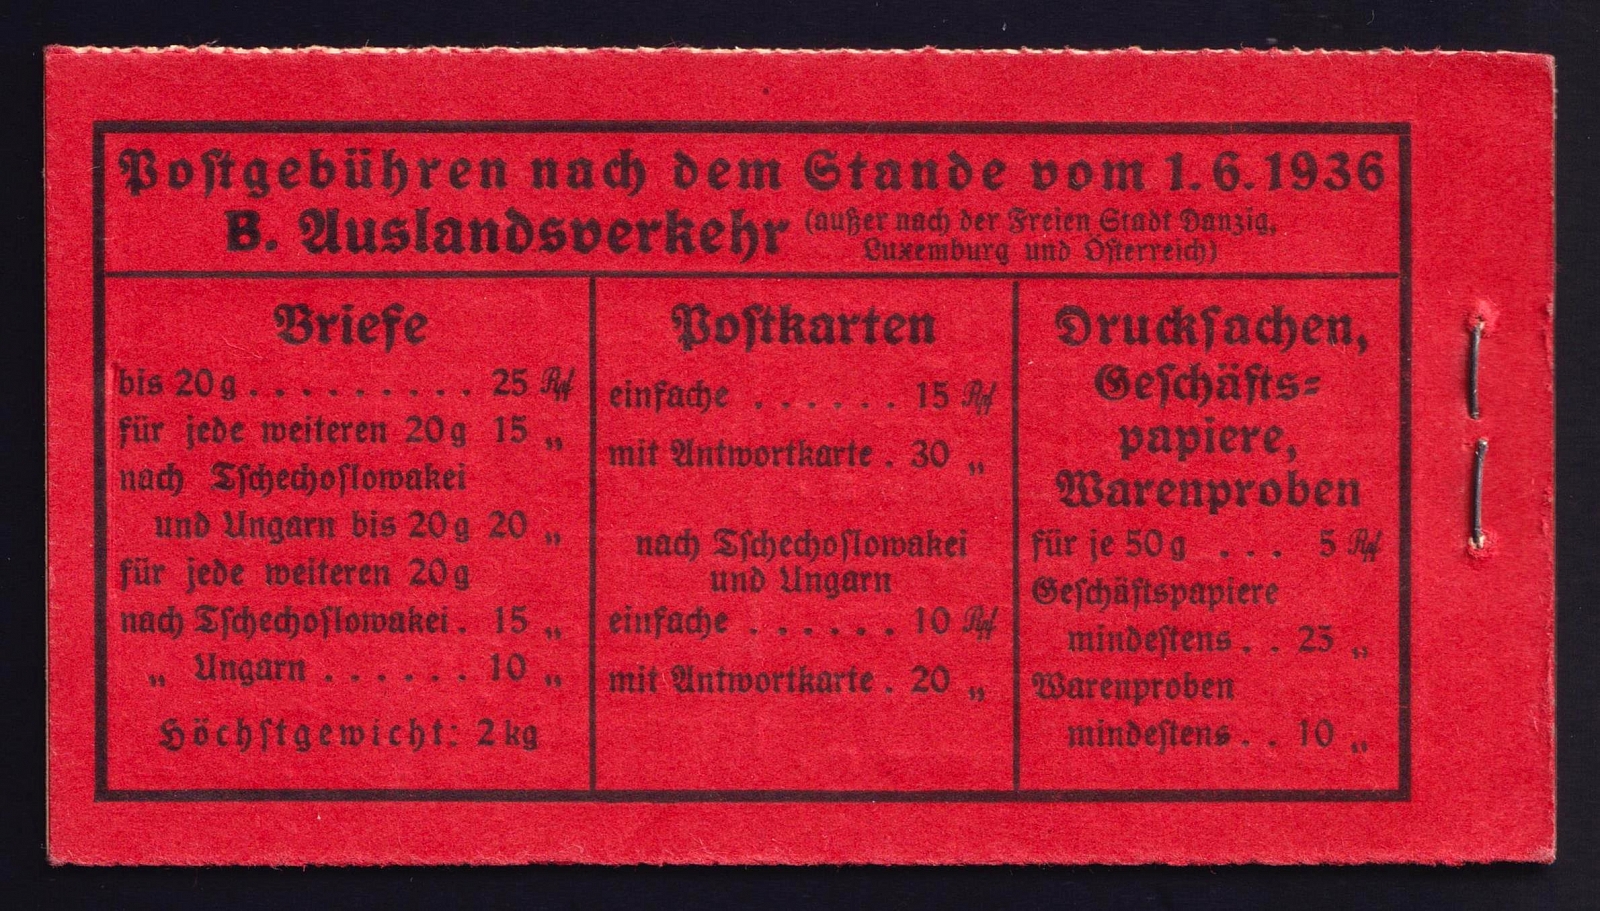 Postgebühren nach dem Stande vom 1.6.1936
B. Auslandsverkehr (außer nach der Freien Stadt Danzig,
Luxemburg und Österreich)
Briefe
bis 20 g . . . . . . . . . . 25 Rpf
für jede weiteren 20 g 15 „
nach Tschechoslowakei
und Ungarn bis 20 g 20 „
für jede weiteren 20 g
nach Tschechoslowakei . 15 „
„ Ungarn . . . . . . 10 „
Höchstgewicht: 2 kg
Postkarten
einfache . . . . . . 15 Rpf
mit Antwortkarte . 30 „
nach Tschechoslowakei
und Ungarn
einfache . . . . . . 10 Rpf
mit Antwortkarte . 20 „
Drucksachen,
Geschäfts-
papiere,
Warenproben
für je 50 g . . . 5 Rpf
Geschäftspapiere
mindestens . . 25 „
Warenproben
mindestens . . 10 „